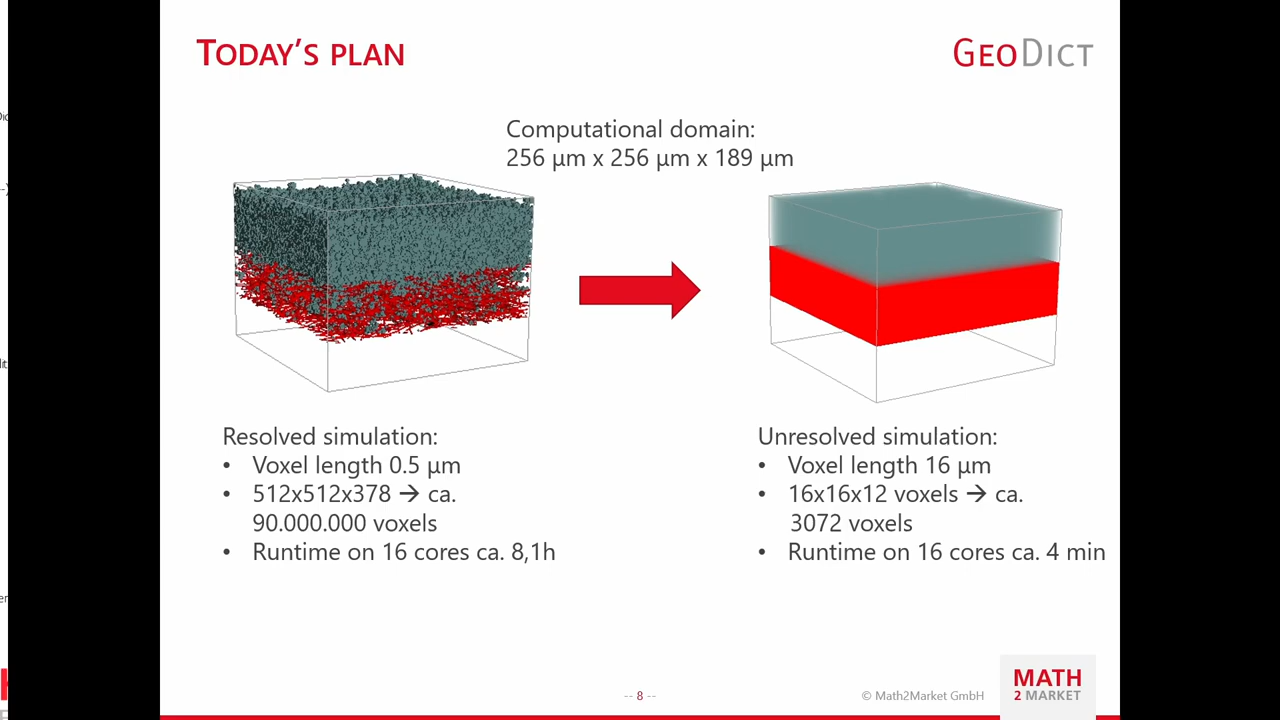 TODAY'S PLAN
GEODICT
Computational domain:
256 µm x 256 µm x 189 µm
Resolved simulation:
• Voxel length 0.5 µm
• 512x512x378 → ca.
90.000.000 voxels
• Runtime on 16 cores ca. 8,1h
Unresolved simulation:
• Voxel length 16 µm
• 16x16x12 voxels → ca.
3072 voxels
• Runtime on 16 cores ca. 4 min
-- 8 --
© Math2Market GmbH
MATH
2 MARKET